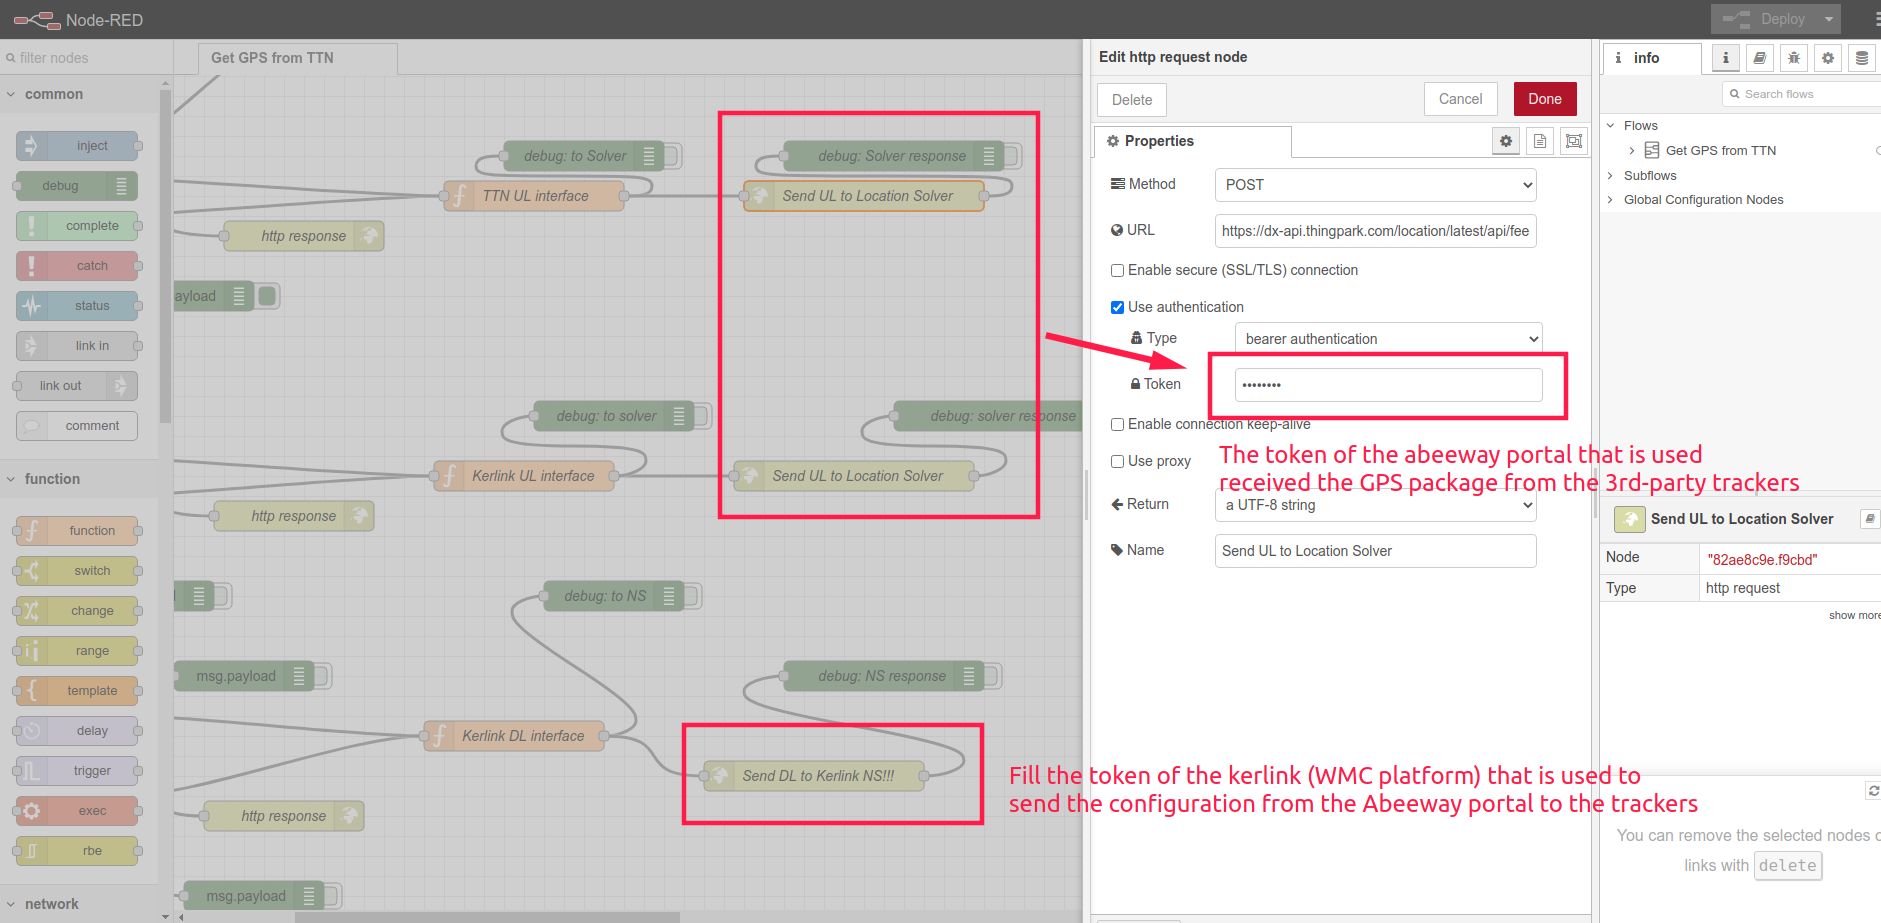 Node-RED
Deploy
filter nodes
Get GPS from TTN
common
inject
debug
complete
catch
status
link in
link out
comment
function
function
switch
change
range
template
delay
trigger
exec
rbe
network
debug: to Solver
debug: Solver response
TTN UL interface
Send UL to Location Solver
http response
ayload
debug: to solver
debug: solver response
Kerlink UL interface
Send UL to Location Solver
http response
debug: to NS
msg.payload
debug: NS response
Kerlink DL interface
Send DL to Kerlink NS!!!
http response
msg.payload
Edit http request node
Delete
Cancel
Done
Properties
Method
POST
URL
https://dx-api.thingpark.com/location/latest/api/fee
Enable secure (SSL/TLS) connection
Use authentication
Type
bearer authentication
Token
••••••••
Enable connection keep-alive
Use proxy
The token of the abeeway portal that is used
received the GPS package from the 3rd-party trackers
Return
a UTF-8 string
Name
Send UL to Location Solver
Fill the token of the kerlink (WMC platform) that is used to
send the configuration from the Abeeway portal to the trackers
info
Search flows
Flows
Get GPS from TTN
Subflows
Global Configuration Nodes
Send UL to Location Solver
Node
"82ae8c9e.f9cbd"
Type
http request
show more
You can remove the selected nodes o
links with delete